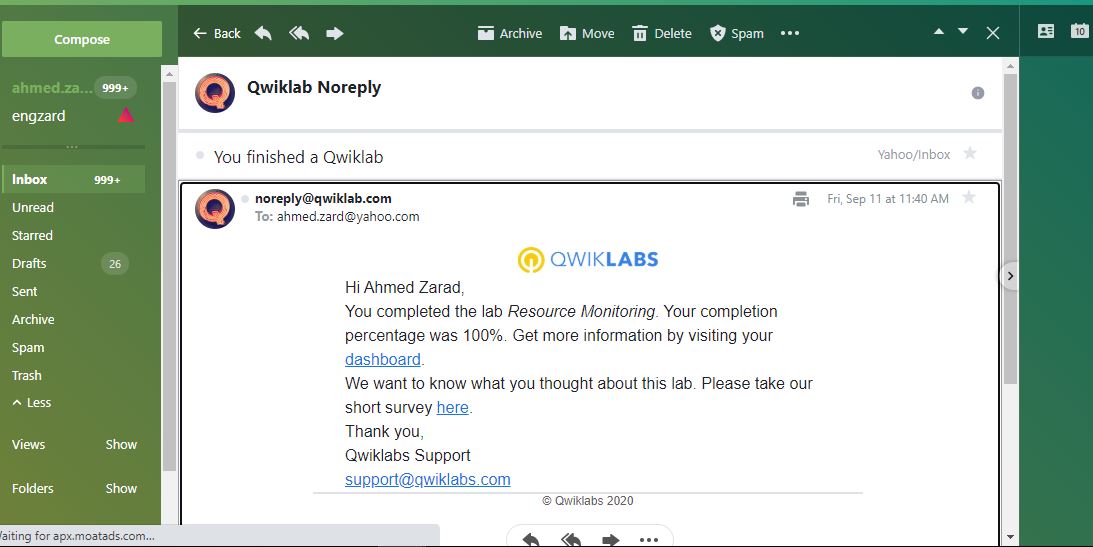 Compose
Back
Archive
Move
Delete
Spam
10
ahmed.za... 999+
engzard
Inbox 999+
Unread
Starred
Drafts 26
Sent
Archive
Spam
Trash
Less
Views Show
Folders Show
Qwiklab Noreply
You finished a Qwiklab
Yahoo/Inbox
noreply@qwiklab.com
Fri, Sep 11 at 11:40 AM
To: ahmed.zard@yahoo.com
QWIKLABS
Hi Ahmed Zarad,
You completed the lab Resource Monitoring. Your completion
percentage was 100%. Get more information by visiting your
dashboard.
We want to know what you thought about this lab. Please take our
short survey here.
Thank you,
Qwiklabs Support
support@qwiklabs.com
© Qwiklabs 2020
aiting for apx.moatads.com...